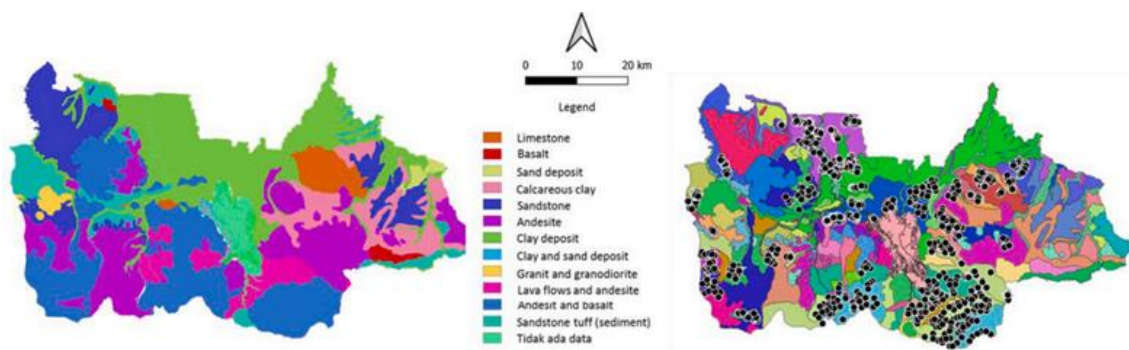 0 10 20 km
Legend
Limestone
Basalt
Sand deposit
Calcareous clay
Sandstone
Andesite
Clay deposit
Clay and sand deposit
Granit and granodiorite
Lava flows and andesite
Andesit and basalt
Sandstone tuff (sediment)
Tidak ada data